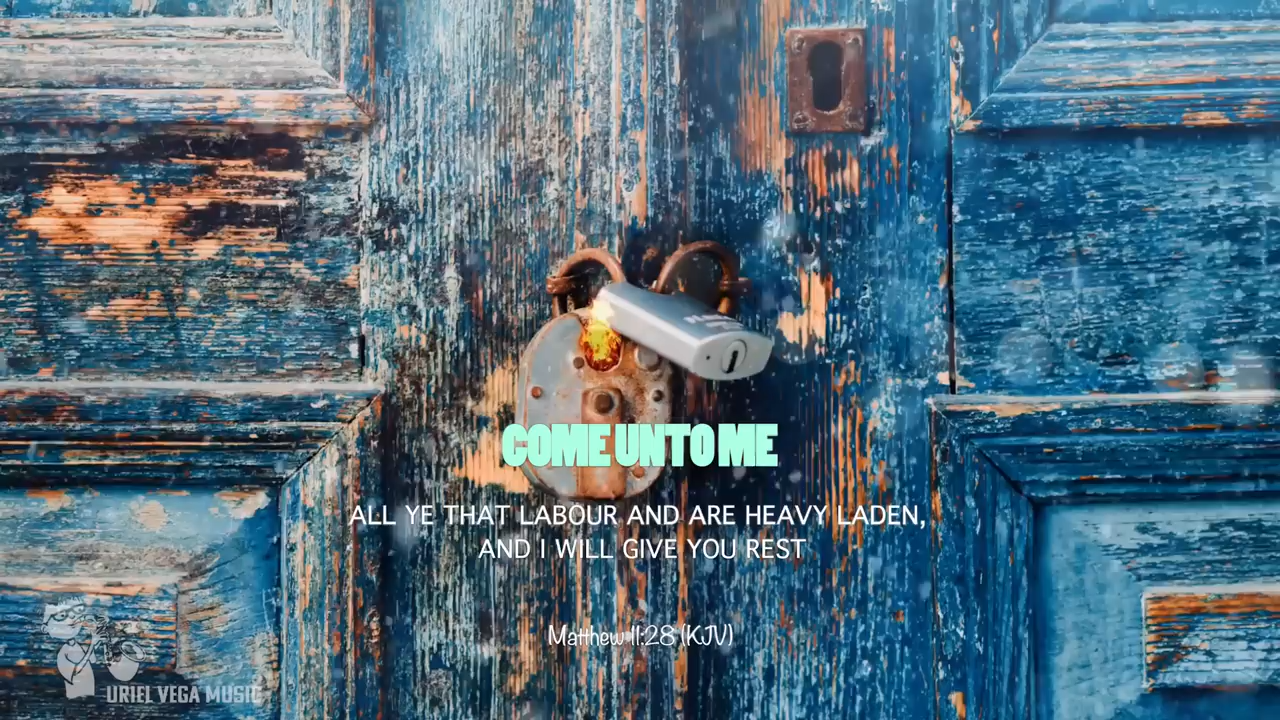 COME UNTO ME
ALL YE THAT LABOUR AND ARE HEAVY LADEN,
AND I WILL GIVE YOU REST
Matthew 11:28 (KJV)
URIEL VEGA MUSIC